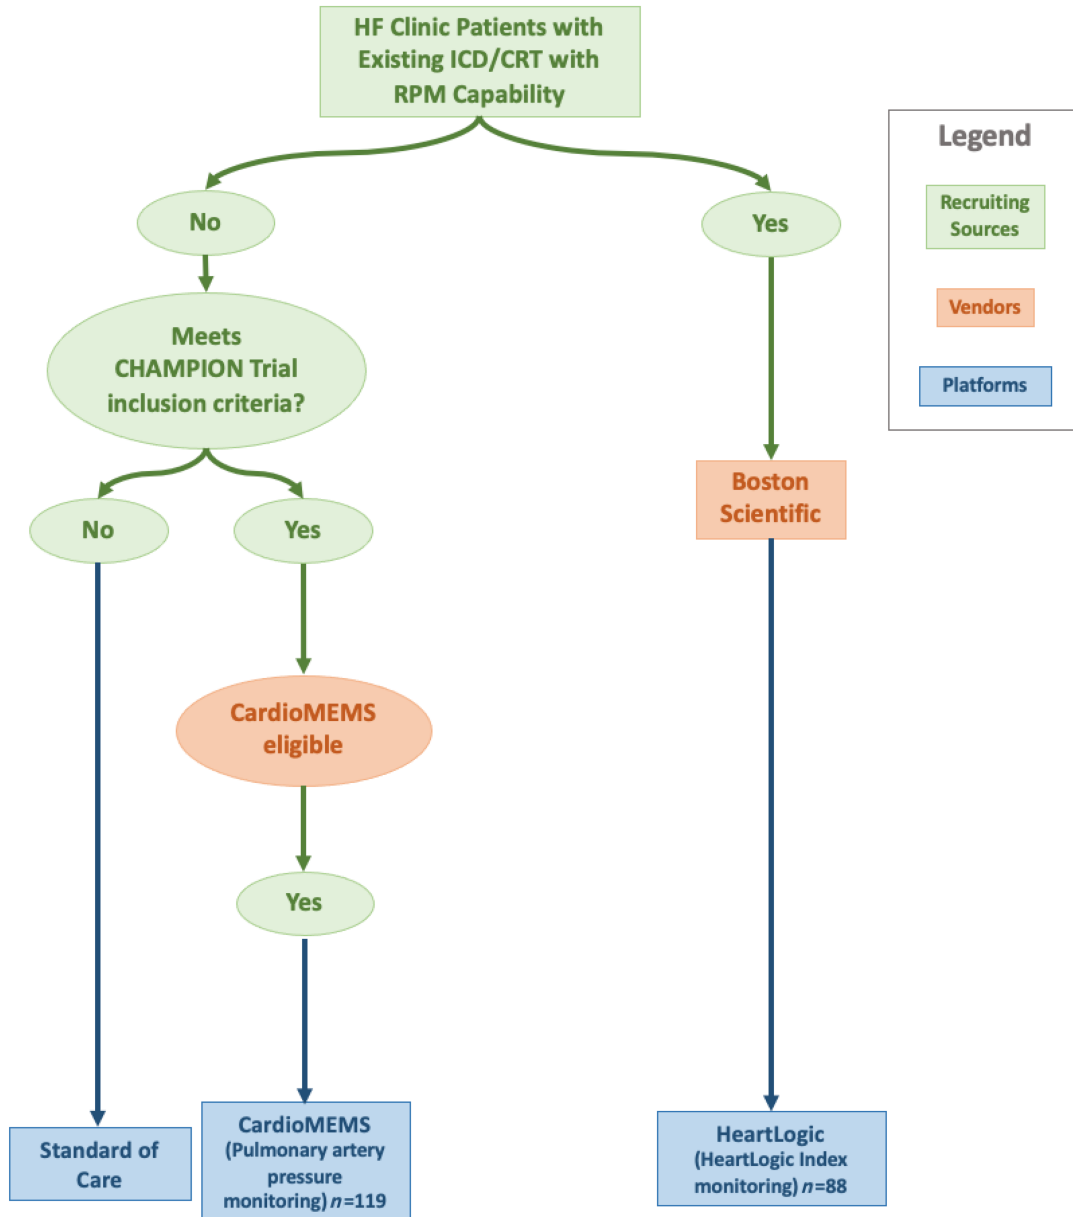 HF Clinic Patients with
Existing ICD/CRT with
RPM Capability
Legend
Recruiting
Sources
Vendors
Platforms
No
Yes
Meets
CHAMPION Trial
inclusion criteria?
No
Yes
Boston
Scientific
CardioMEMS
eligible
Yes
Standard of
Care
CardioMEMS
(Pulmonary artery
pressure
monitoring) n=119
HeartLogic
(HeartLogic Index
monitoring) n=88